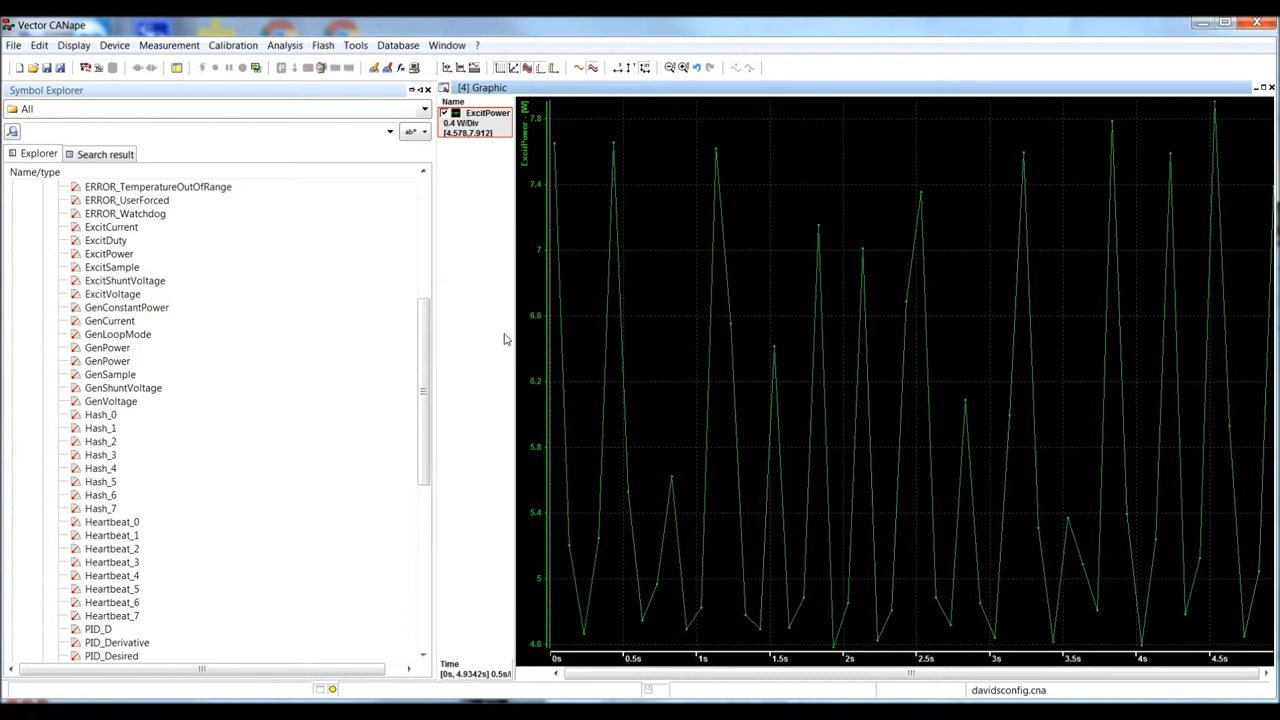 Vector CANape
File Edit Display Device Measurement Calibration Analysis Flash Tools Database Window ?
Symbol Explorer
All
ab*
Explorer Search result
Name/type
ERROR_TemperatureOutOfRange
ERROR_UserForced
ERROR_Watchdog
ExcitCurrent
ExcitDuty
ExcitPower
ExcitSample
ExcitShuntVoltage
ExcitVoltage
GenConstantPower
GenCurrent
GenLoopMode
GenPower
GenPower
GenSample
GenShuntVoltage
GenVoltage
Hash_0
Hash_1
Hash_2
Hash_3
Hash_4
Hash_5
Hash_6
Hash_7
Heartbeat_0
Heartbeat_1
Heartbeat_2
Heartbeat_3
Heartbeat_4
Heartbeat_5
Heartbeat_6
Heartbeat_7
PID_D
PID_Derivative
PID_Desired
[4] Graphic
Name
ExcitPower
0.4 W/Div
[4.578,7.912]
Time
[0s, 4.9342s] 0.5s/
ExcitPower - [W]
7.8
7.4
7
6.6
6.2
5.8
5.4
5
4.6
0s 0.5s 1s 1.5s 2s 2.5s 3s 3.5s 4s 4.5s
davidsconfig.cna